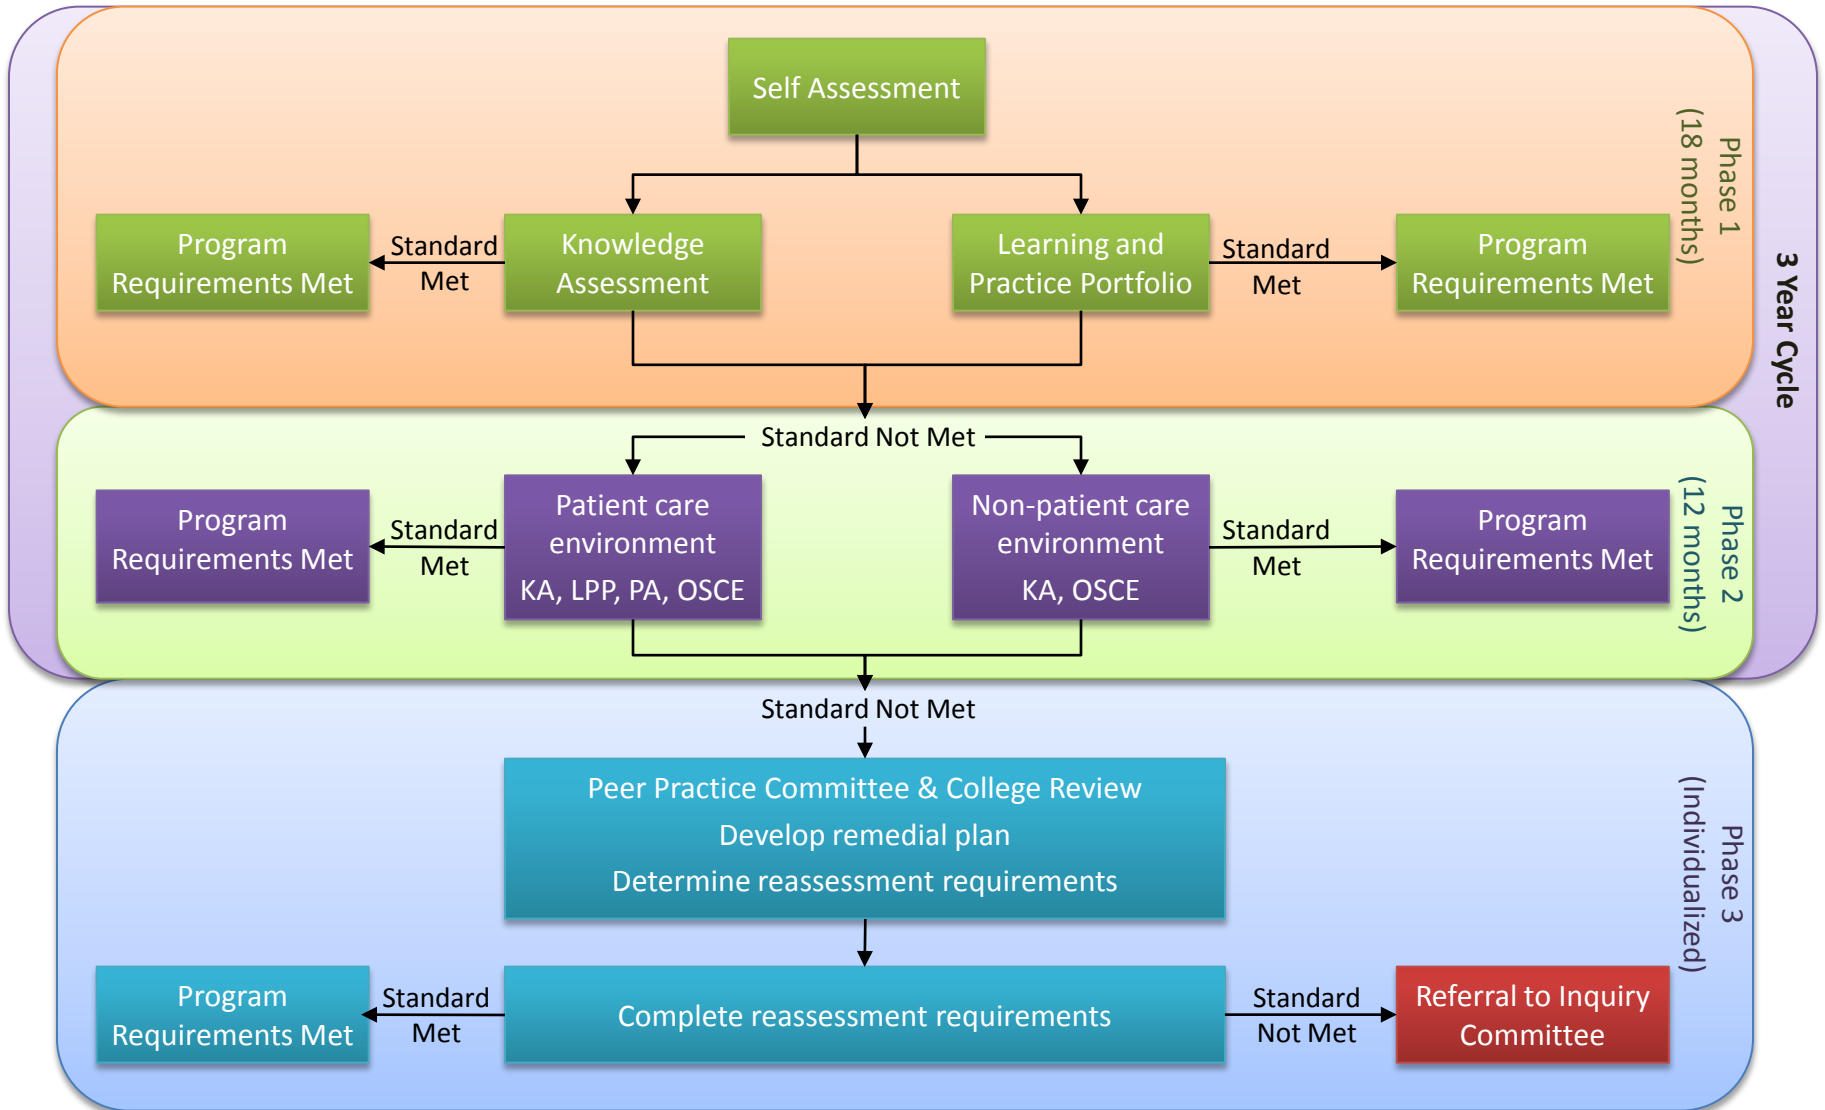 Self Assessment
Phase 1
(18 months)
3 Year Cycle
Program
Requirements Met
Standard
Met
Knowledge
Assessment
Learning and
Practice Portfolio
Standard
Met
Program
Requirements Met
Standard Not Met
Phase 2
(12 months)
Program
Requirements Met
Standard
Met
Patient care
environment
KA, LPP, PA, OSCE
Non-patient care
environment
KA, OSCE
Standard
Met
Program
Requirements Met
Standard Not Met
Phase 3
(Individualized)
Peer Practice Committee & College Review
Develop remedial plan
Determine reassessment requirements
Program
Requirements Met
Standard
Met
Complete reassessment requirements
Standard
Not Met
Referral to Inquiry
Committee